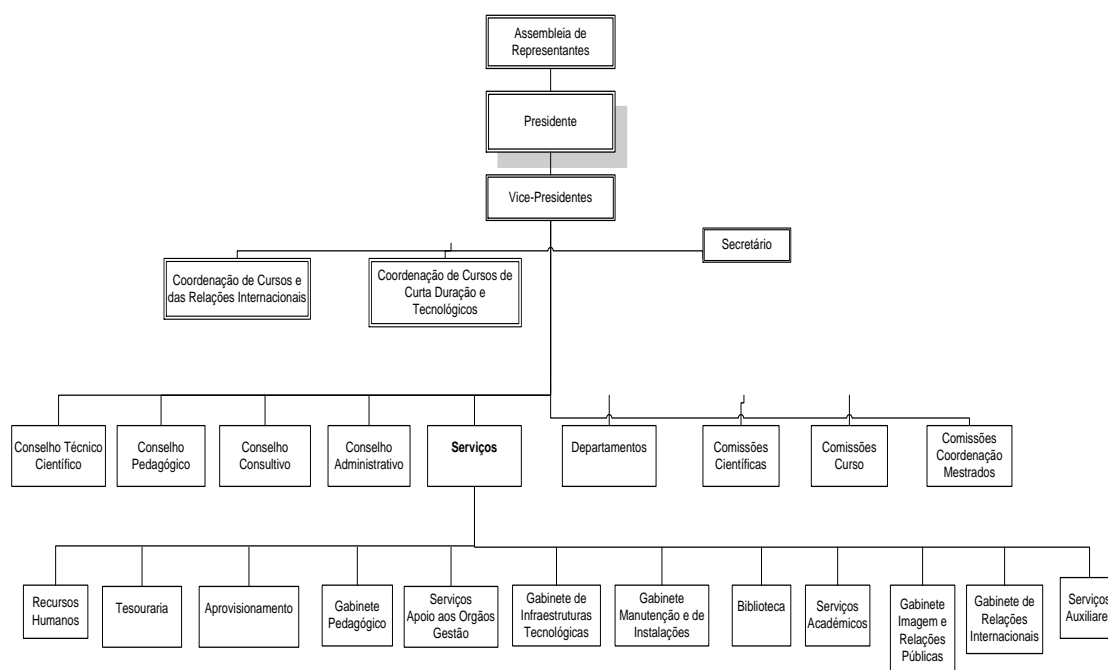 Assembleia de
Representantes
Presidente
Vice-Presidentes
Secretário
Coordenação de Cursos e
das Relações Internacionais
Coordenação de Cursos de
Curta Duração e
Tecnológicos
Conselho Técnico
Científico
Conselho
Pedagógico
Conselho
Consultivo
Conselho
Administrativo
Serviços
Departamentos
Comissões
Científicas
Comissões
Curso
Comissões
Coordenação
Mestrados
Recursos
Humanos
Tesouraria
Aprovisionamento
Gabinete
Pedagógico
Serviços
Apoio aos Orgãos
Gestão
Gabinete de
Infraestruturas
Tecnológicas
Gabinete
Manutenção e de
Instalações
Biblioteca
Serviços
Académicos
Gabinete
Imagem e
Relações
Públicas
Gabinete de
Relações
Internacionais
Serviços
Auxiliares